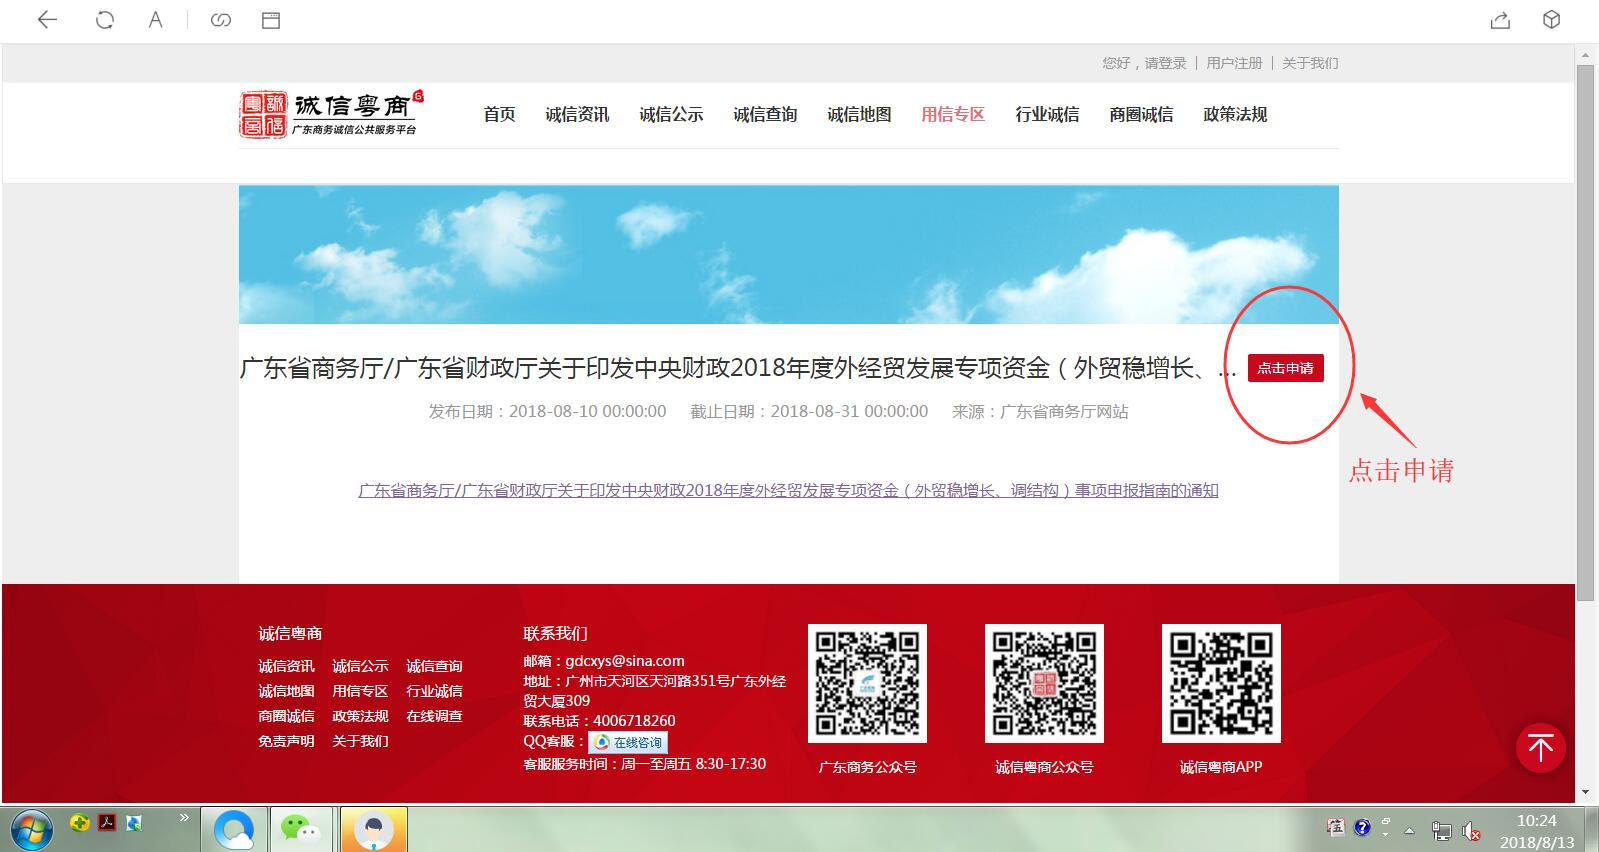 您好，请登录 | 用户注册 | 关于我们
诚信粤商
广东商务诚信公共服务平台
首页 诚信资讯 诚信公示 诚信查询 诚信地图 用信专区 行业诚信 商圈诚信 政策法规
广东省商务厅/广东省财政厅关于印发中央财政2018年度外经贸发展专项资金（外贸稳增长、... 点击申请
发布日期：2018-08-10 00:00:00 截止日期：2018-08-31 00:00:00 来源：广东省商务厅网站
点击申请
广东省商务厅/广东省财政厅关于印发中央财政2018年度外经贸发展专项资金（外贸稳增长、调结构）事项申报指南的通知
诚信粤商
诚信资讯 诚信公示 诚信查询
诚信地图 用信专区 行业诚信
商圈诚信 政策法规 在线调查
免责声明 关于我们
联系我们
邮箱：gdcxys@sina.com
地址：广州市天河区天河路351号广东外经
贸大厦309
联系电话：4006718260
QQ客服： 在线咨询
客服服务时间：周一至周五 8:30-17:30
广东商务公众号
诚信粤商公众号
诚信粤商APP
10:24
2018/8/13